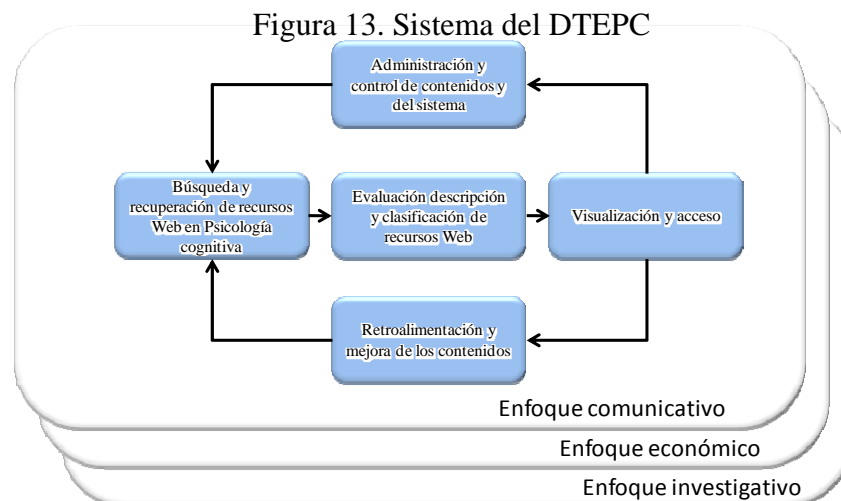 Figura 13. Sistema del DTEPC
Administración y
control de contenidos y
del sistema
Búsqueda y
recuperación de recursos
Web en Psicología
cognitiva
Evaluación descripción
y clasificación de
recursos Web
Visualización y acceso
Retroalimentación y
mejora de los contenidos
Enfoque comunicativo
Enfoque económico
Enfoque investigativo